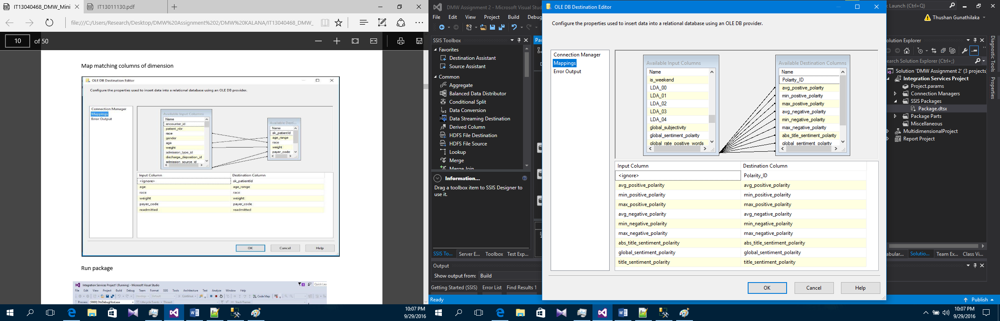 IT13040468_DMW_Mini
IT13011130.pdf
file:///C:/Users/Research/Desktop/DMW%20Assignment%202/DMW%20KALANA/IT13040468_DMW_
10 of 50
Map matching columns of dimension
OLE DB Destination Editor
Configure the properties used to insert data into a relational database using an OLE DB provider.
Connection Manager
Mappings
Error Output
Available Input Columns
Name
encounter_id
patient_nbr
race
gender
age
weight
admission_type_id
discharge_disposition_id
admission_source_id
Available Desti...
Name
sk_patientId
age_range
race
weight
payer_code
Input Column Destination Column
<ignore> sk_patientId
age age_range
race race
weight weight
payer_code payer_code
readmitted readmitted
OK Cancel Help
Run package
Integration Services Project1 (Running) - Microsoft Visual Studio
4 Quick Lau
File Edit View Project Build Debug Team Format SSIS Tools Architecture Test Analyze Window Help
Develop Default Continue Code Map
Process: [9988] DtsDebugHost.exe Lifecycle Events Thread: Stack Frame:
10:07 PM
9/29/2016
DMW Assignment 2 - Microsoft Visual Stud
Launch (Ctrl+Q)
File Edit View Project Build Debug
Thushan Gunathilaka
SSIS Toolbox
Favorites
Destination Assistant
Source Assistant
Common
Aggregate
Balanced Data Distributor
Conditional Split
Data Conversion
Data Streaming Destination
Derived Column
HDFS File Destination
HDFS File Source
Lookup
Merge
Merge Join
Information...
Drag a toolbox item to SSIS Designer to
use it.
SSIS To... Server E... Toolbox Test Exp...
Output
Show output from: Build
Getting Started (SSIS) Error List Find Results 1
Ready
Pac
OLE DB Destination Editor
Configure the properties used to insert data into a relational database using an OLE DB provider.
Connection Manager
Mappings
Error Output
Available Input Columns
Name
is_weekend
LDA_00
LDA_01
LDA_02
LDA_03
LDA_04
global_subjectivity
global_sentiment_polarity
global_rate_positive_words
Available Destination Columns
Name
Polarity_ID
avg_positive_polarity
min_positive_polarity
max_positive_polarity
avg_negative_polarity
min_negative_polarity
max_negative_polarity
abs_title_sentiment_polarity
global_sentiment_polarity
Input Column Destination Column
<ignore> Polarity_ID
avg_positive_polarity avg_positive_polarity
min_positive_polarity min_positive_polarity
max_positive_polarity max_positive_polarity
avg_negative_polarity avg_negative_polarity
min_negative_polarity min_negative_polarity
max_negative_polarity max_negative_polarity
abs_title_sentiment_polarity abs_title_sentiment_polarity
global_sentiment_polarity global_sentiment_polarity
title_sentiment_polarity title_sentiment_polarity
OK Cancel Help
olution Explorer
earch Solution Explorer (Ctrl+;)
Solution 'DMW Assignment 2' (3 projects)
Integration Services Project
Project.params
Connection Managers
SSIS Packages
Package.dtsx
Package Parts
Miscellaneous
MultidimensionalProject
Report Project
Diagnostic Tools
Properties
abular... Solutio... Team Ex... Class Vi...
Publish
10:07 PM
9/29/2016